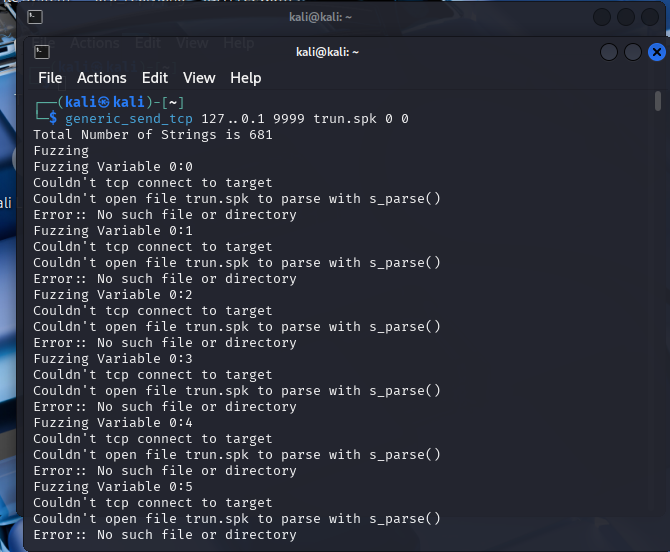 kali@kali: ~
kali@kali: ~
File Actions Edit View Help
┌──(kali㉿kali)-[~]
└─$ generic_send_tcp 127..0.1 9999 trun.spk 0 0
Total Number of Strings is 681
Fuzzing
Fuzzing Variable 0:0
Couldn't tcp connect to target
Couldn't open file trun.spk to parse with s_parse()
Error:: No such file or directory
Fuzzing Variable 0:1
Couldn't tcp connect to target
Couldn't open file trun.spk to parse with s_parse()
Error:: No such file or directory
Fuzzing Variable 0:2
Couldn't tcp connect to target
Couldn't open file trun.spk to parse with s_parse()
Error:: No such file or directory
Fuzzing Variable 0:3
Couldn't tcp connect to target
Couldn't open file trun.spk to parse with s_parse()
Error:: No such file or directory
Fuzzing Variable 0:4
Couldn't tcp connect to target
Couldn't open file trun.spk to parse with s_parse()
Error:: No such file or directory
Fuzzing Variable 0:5
Couldn't tcp connect to target
Couldn't open file trun.spk to parse with s_parse()
Error:: No such file or directory